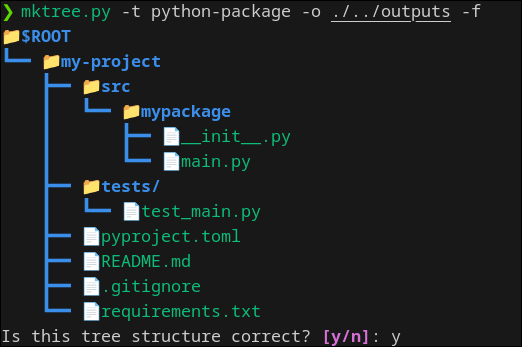 ❯ mktree.py -t python-package -o ./../outputs -f
📁$ROOT
└── 📁my-project
    ├── 📁src
    │   └── 📁mypackage
    │       ├── 📄__init__.py
    │       └── 📄main.py
    ├── 📁tests/
    │   └── 📄test_main.py
    ├── 📄pyproject.toml
    ├── 📄README.md
    ├── 📄.gitignore
    └── 📄requirements.txt
Is this tree structure correct? [y/n]: y